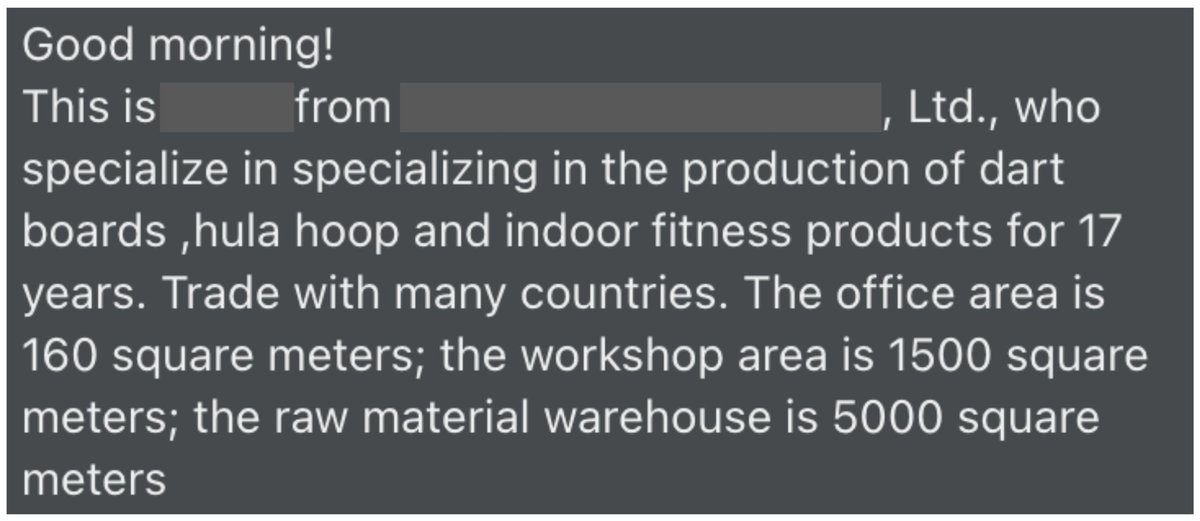 Good morning!
This is from , Ltd., who
specialize in specializing in the production of dart
boards ,hula hoop and indoor fitness products for 17
years. Trade with many countries. The office area is
160 square meters; the workshop area is 1500 square
meters; the raw material warehouse is 5000 square
meters